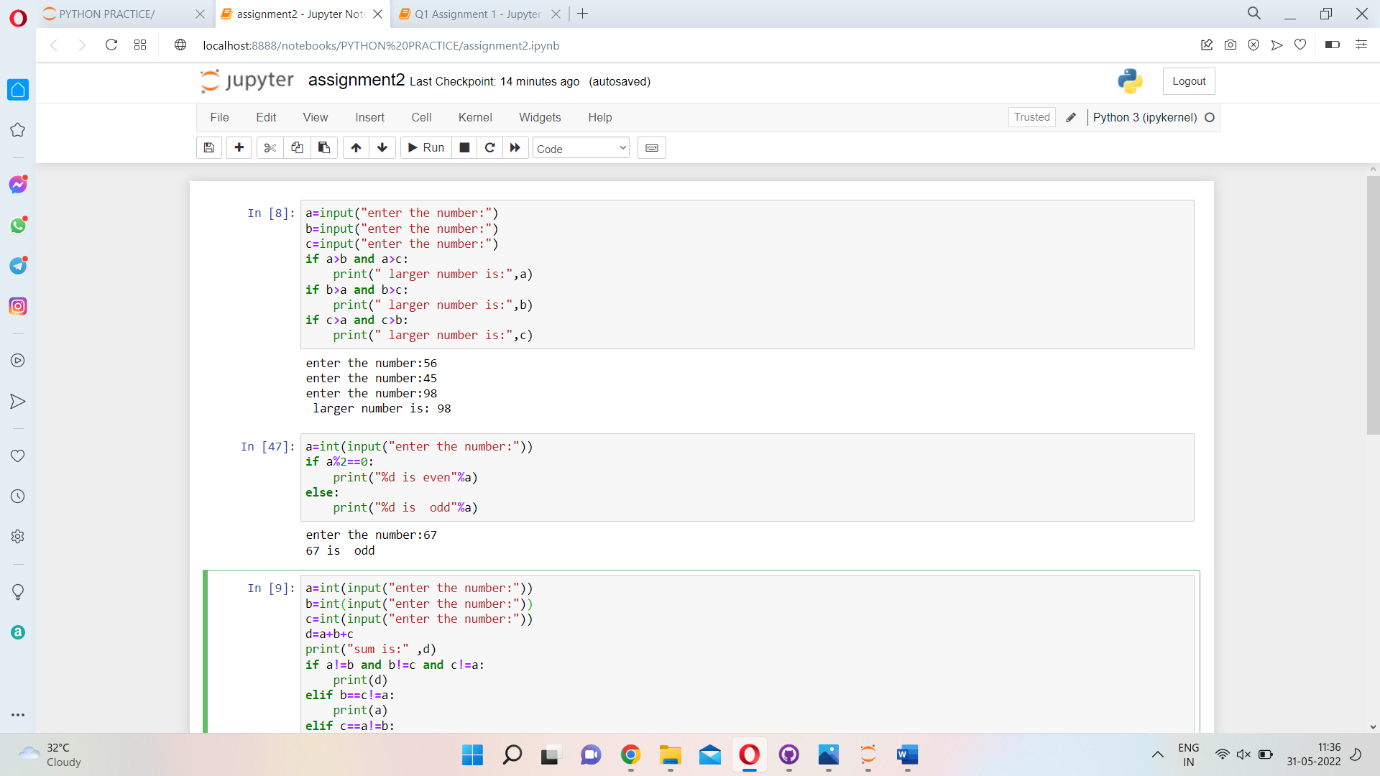 PYTHON PRACTICE/
assignment2 - Jupyter Note
Q1 Assignment 1 - Jupyter
localhost:8888/notebooks/PYTHON%20PRACTICE/assignment2.ipynb
jupyter assignment2 Last Checkpoint: 14 minutes ago (autosaved)
Logout
File Edit View Insert Cell Kernel Widgets Help
Trusted Python 3 (ipykernel)
Run Code
In [8]: a=input("enter the number:")
b=input("enter the number:")
c=input("enter the number:")
if a>b and a>c:
    print(" larger number is:",a)
if b>a and b>c:
    print(" larger number is:",b)
if c>a and c>b:
    print(" larger number is:",c)
enter the number:56
enter the number:45
enter the number:98
 larger number is: 98
In [47]: a=int(input("enter the number:"))
if a%2==0:
    print("%d is even"%a)
else:
    print("%d is  odd"%a)
enter the number:67
67 is  odd
In [9]: a=int(input("enter the number:"))
b=int(input("enter the number:"))
c=int(input("enter the number:"))
d=a+b+c
print("sum is:" ,d)
if a!=b and b!=c and c!=a:
    print(d)
elif b==c!=a:
    print(a)
elif c==a!=b:
32°C
Cloudy
ENG
IN
11:36
31-05-2022